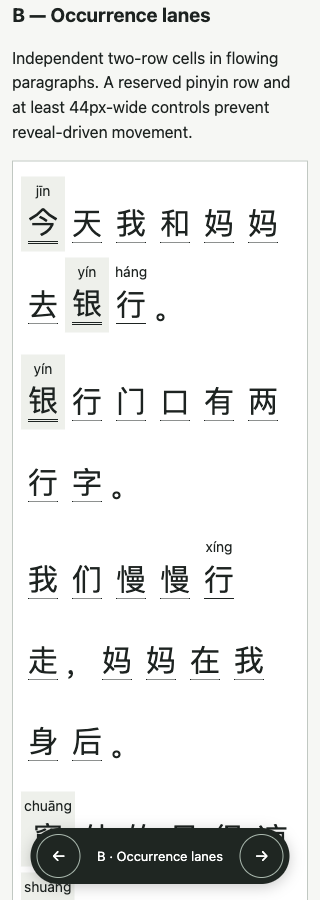 B — Occurrence lanes
Independent two-row cells in flowing
paragraphs. A reserved pinyin row and
at least 44px-wide controls prevent
reveal-driven movement.
jīn
今天我和妈妈
yín háng
去银行。
yín
银行门口有两
行字。
xíng
我们慢慢行
走，妈妈在我
身后。
chuāng
B · Occurrence lanes
shuāng